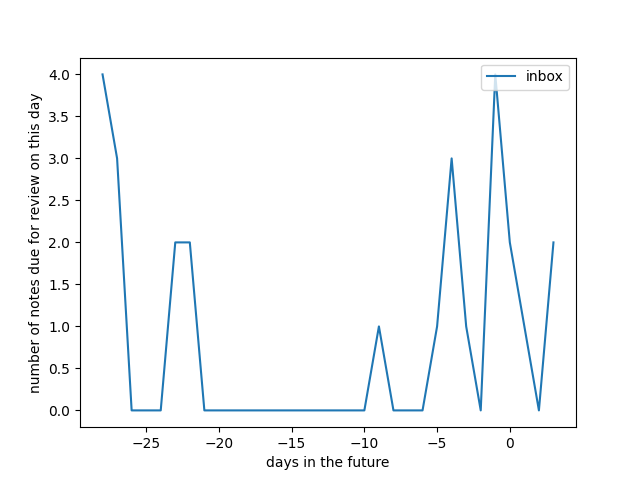 inbox
4.0
3.5
3.0
2.5
2.0
1.5
1.0
0.5
0.0
number of notes due for review on this day
−25 −20 −15 −10 −5 0
days in the future